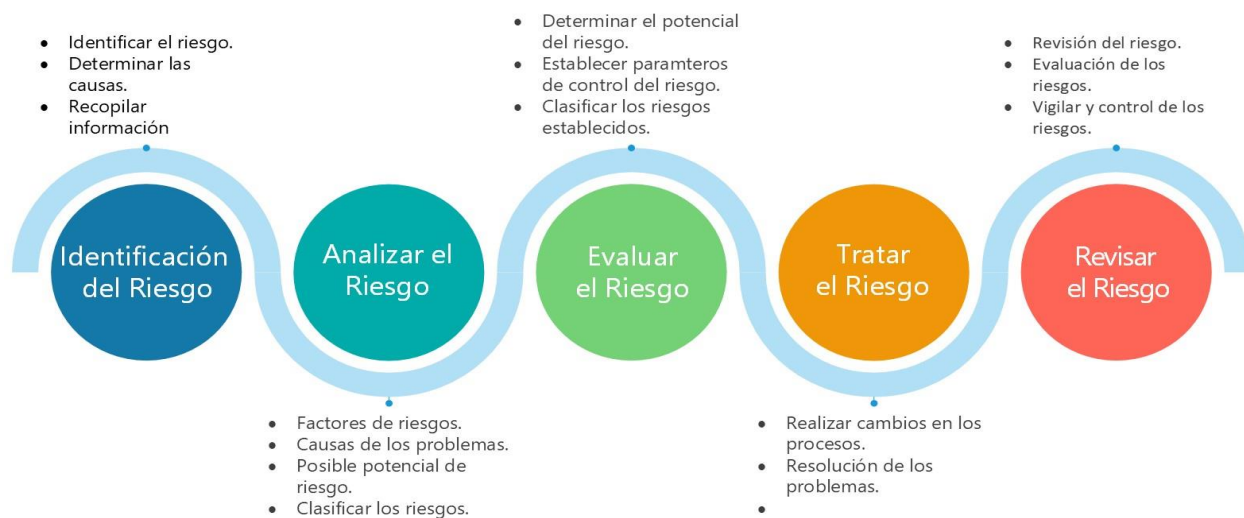 • Identificar el riesgo.
• Determinar las
causas.
• Recopilar
información
Identificación
del Riesgo
Analizar el
Riesgo
• Factores de riesgos.
• Causas de los problemas.
• Posible potencial de
riesgo.
• Clasificar los riesgos.
• Determinar el potencial
del riesgo.
• Establecer paramteros
de control del riesgo.
• Clasificar los riesgos
establecidos.
Evaluar
el Riesgo
Tratar
el Riesgo
• Realizar cambios en los
procesos.
• Resolución de los
problemas.
•
• Revisión del riesgo.
• Evaluación de los
riesgos.
• Vigilar y control de los
riesgos.
Revisar
el Riesgo